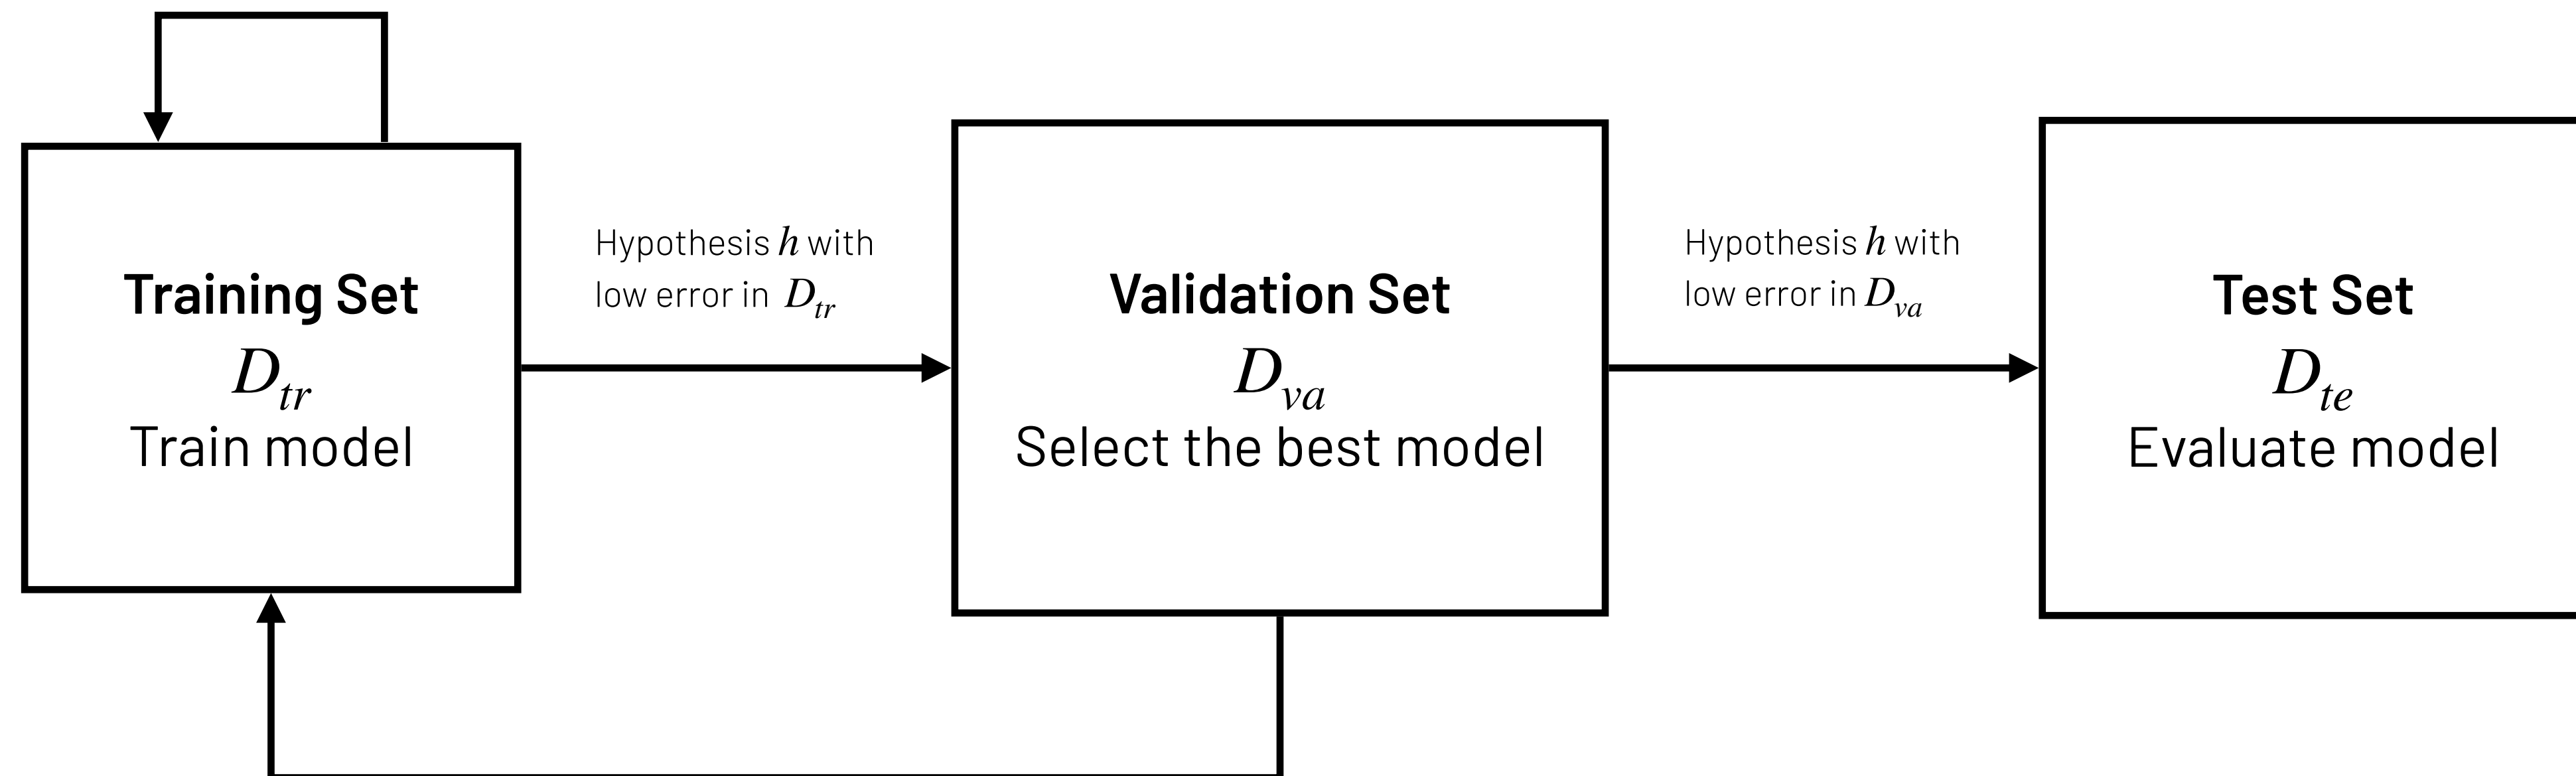 Hypothesis h with
low error in D_tr
Hypothesis h with
low error in D_va
Training Set
D_tr
Train model
Validation Set
D_va
Select the best model
Test Set
D_te
Evaluate model